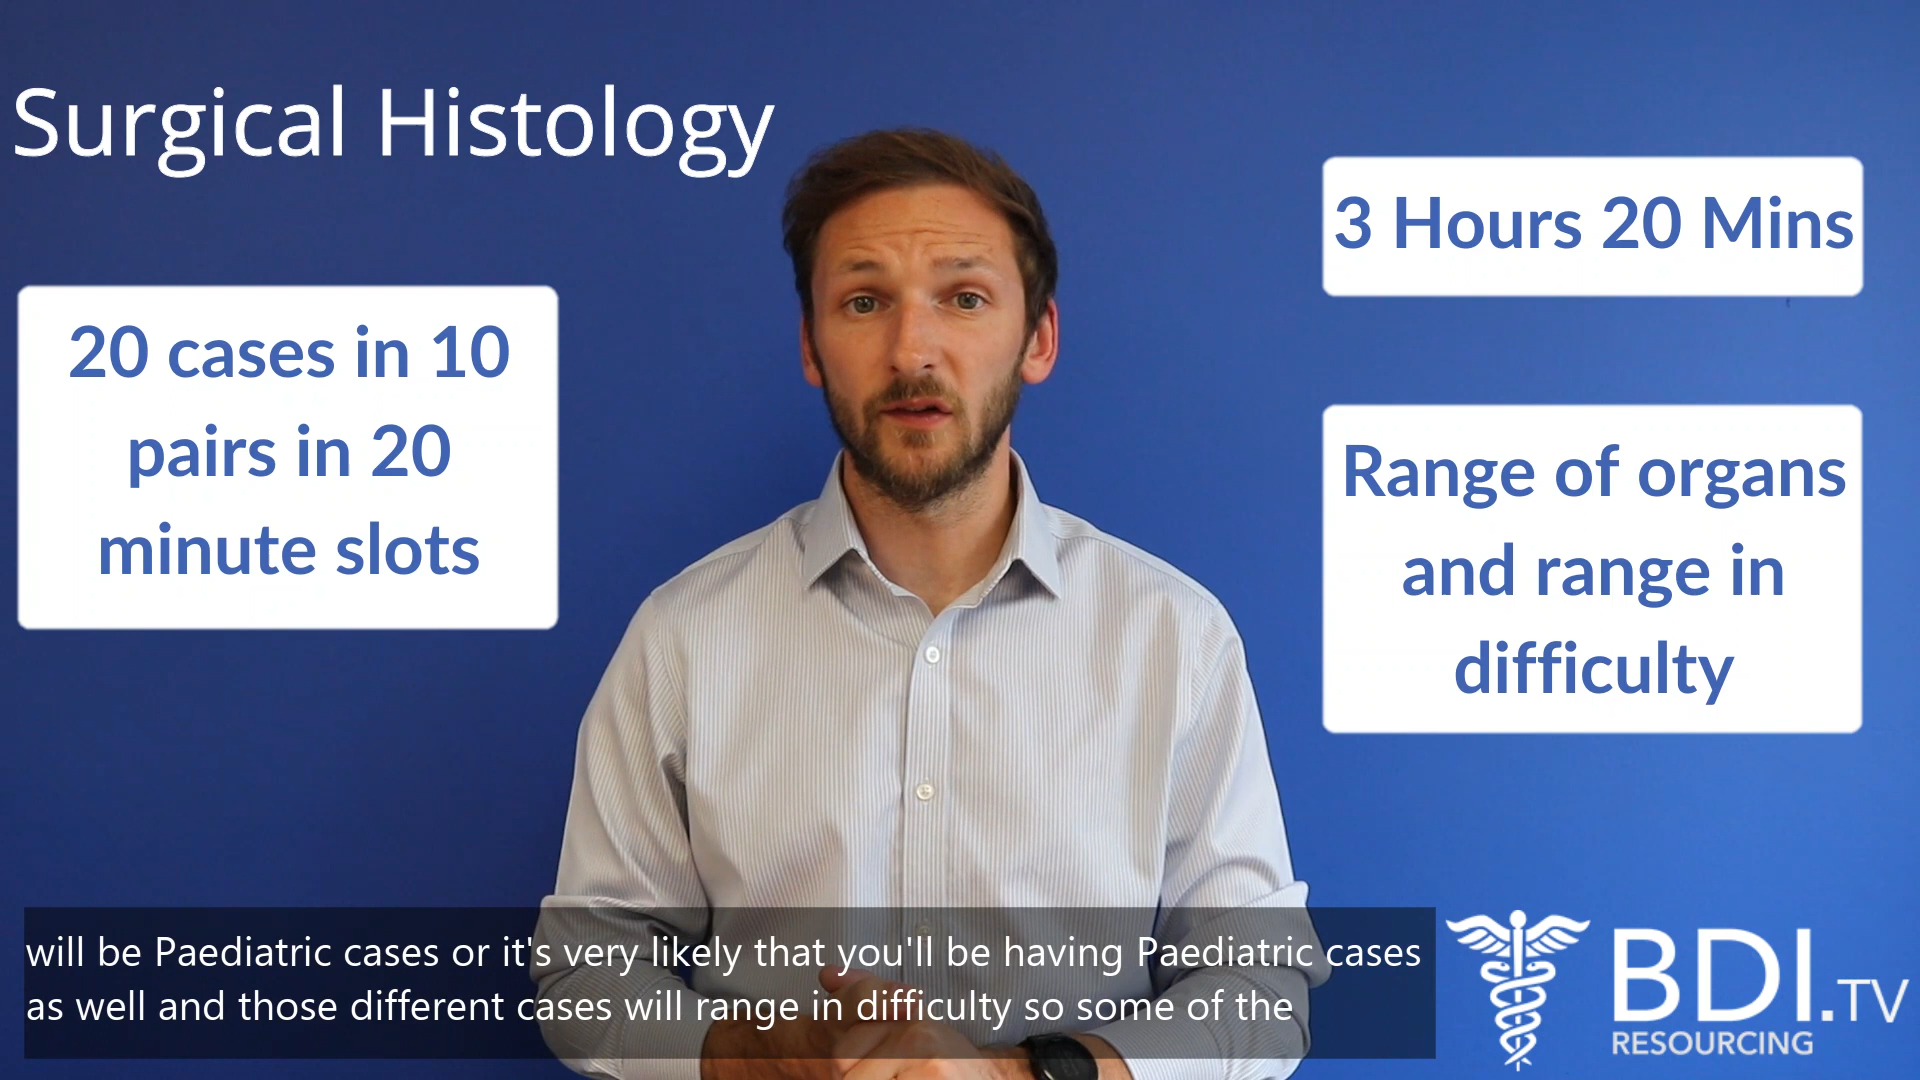 Surgical Histology
20 cases in 10
pairs in 20
minute slots
3 Hours 20 Mins
Range of organs
and range in
difficulty
will be Paediatric cases or it's very likely that you'll be having Paediatric cases
as well and those different cases will range in difficulty so some of the
BDI.TV
RESOURCING